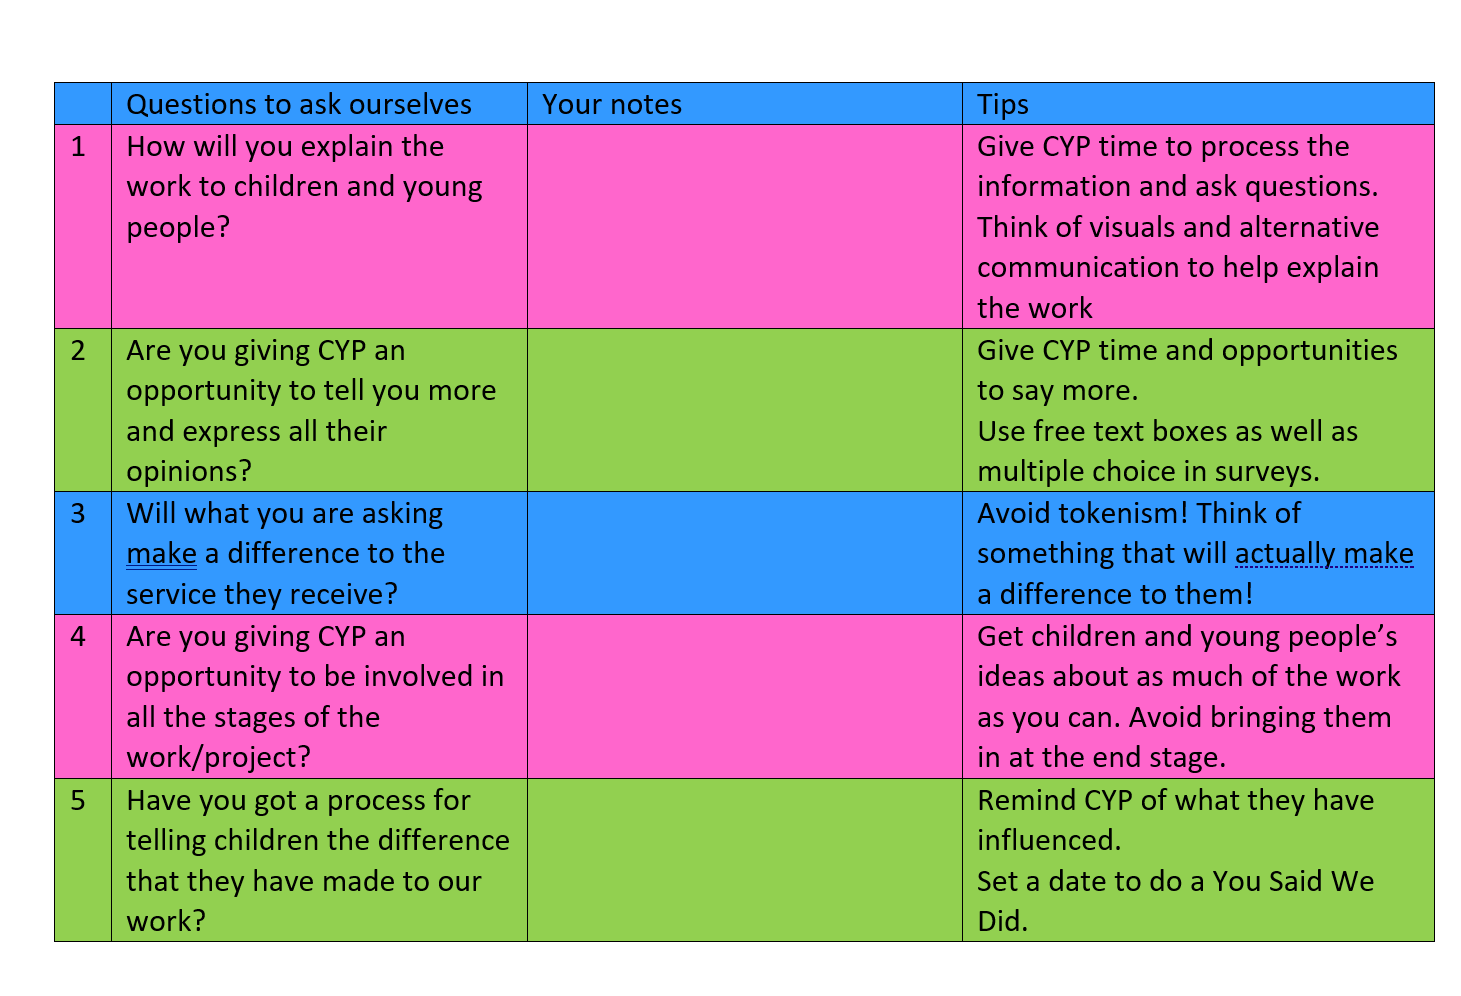 Questions to ask ourselves
Your notes
Tips
1
How will you explain the
work to children and young
people?
Give CYP time to process the
information and ask questions.
Think of visuals and alternative
communication to help explain
the work
2
Are you giving CYP an
opportunity to tell you more
and express all their
opinions?
Give CYP time and opportunities
to say more.
Use free text boxes as well as
multiple choice in surveys.
3
Will what you are asking
make a difference to the
service they receive?
Avoid tokenism! Think of
something that will actually make
a difference to them!
4
Are you giving CYP an
opportunity to be involved in
all the stages of the
work/project?
Get children and young people’s
ideas about as much of the work
as you can. Avoid bringing them
in at the end stage.
5
Have you got a process for
telling children the difference
that they have made to our
work?
Remind CYP of what they have
influenced.
Set a date to do a You Said We
Did.